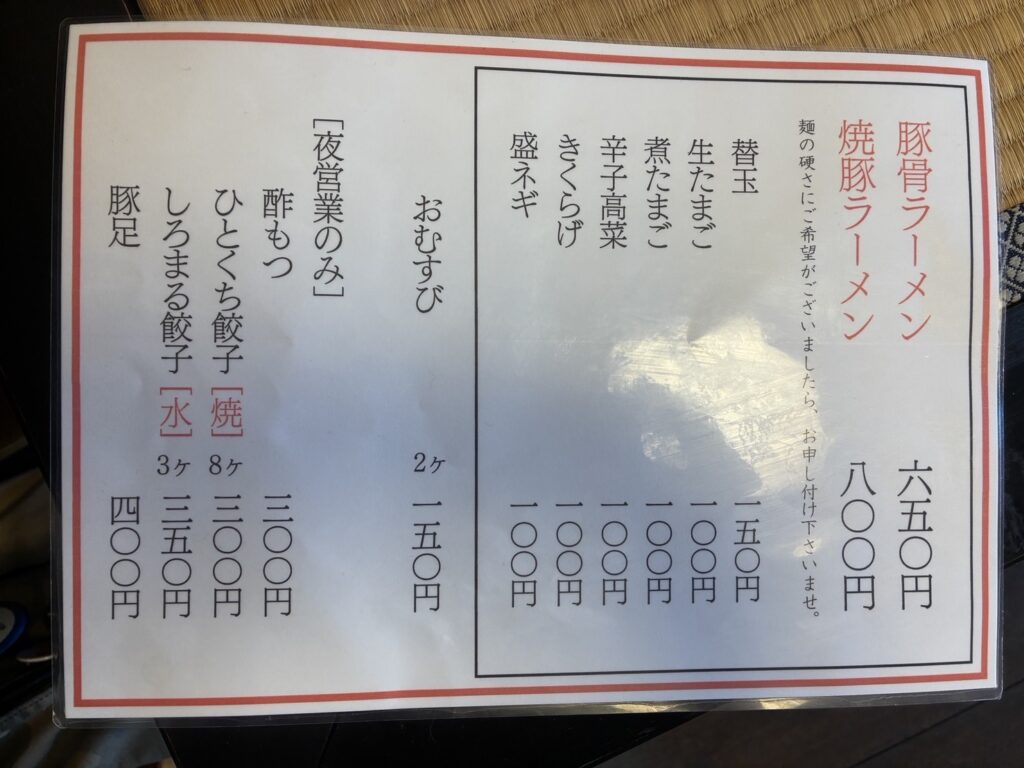 豚骨ラーメン 六五〇円
焼豚ラーメン 八〇〇円
麺の硬さにご希望がございましたら、お申し付け下さいませ。
替玉 一五〇円
生たまご 一〇〇円
煮たまご 一〇〇円
辛子高菜 一〇〇円
きくらげ 一〇〇円
盛ネギ 一〇〇円
おむすび 2ヶ 一五〇円
[夜営業のみ]
酢もつ 三〇〇円
ひとくち餃子 [焼] 8ヶ 三〇〇円
しろまる餃子 [水] 3ヶ 三五〇円
豚足 四〇〇円